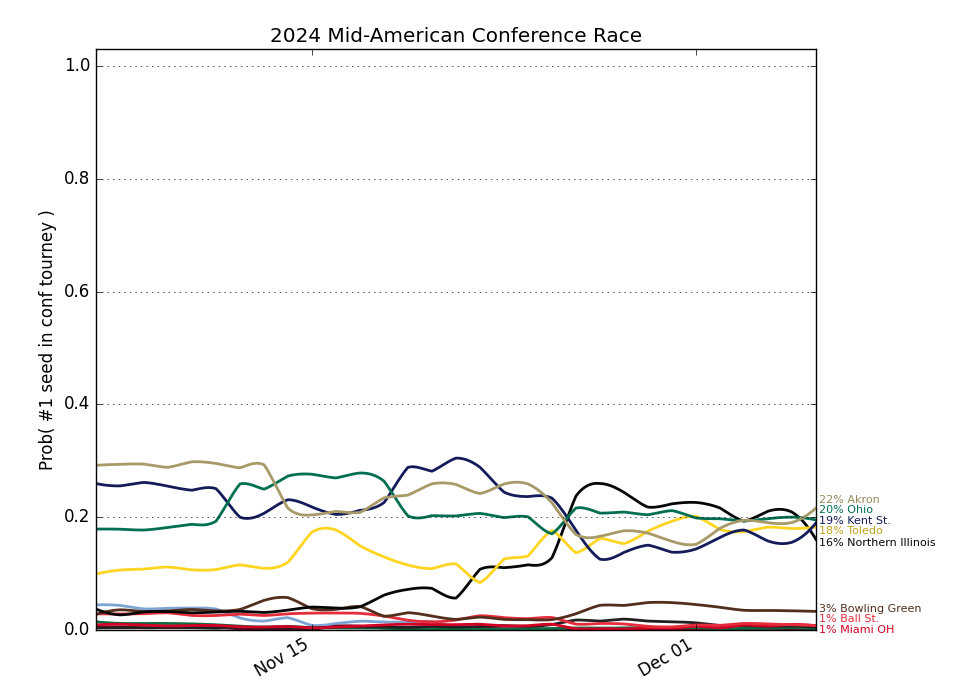 2024 Mid-American Conference Race
Prob( #1 seed in conf tourney )
1.0
0.8
0.6
0.4
0.2
0.0
Nov 15
Dec 01
22% Akron
20% Ohio
19% Kent St.
18% Toledo
16% Northern Illinois
3% Bowling Green
1% Ball St.
1% Miami OH